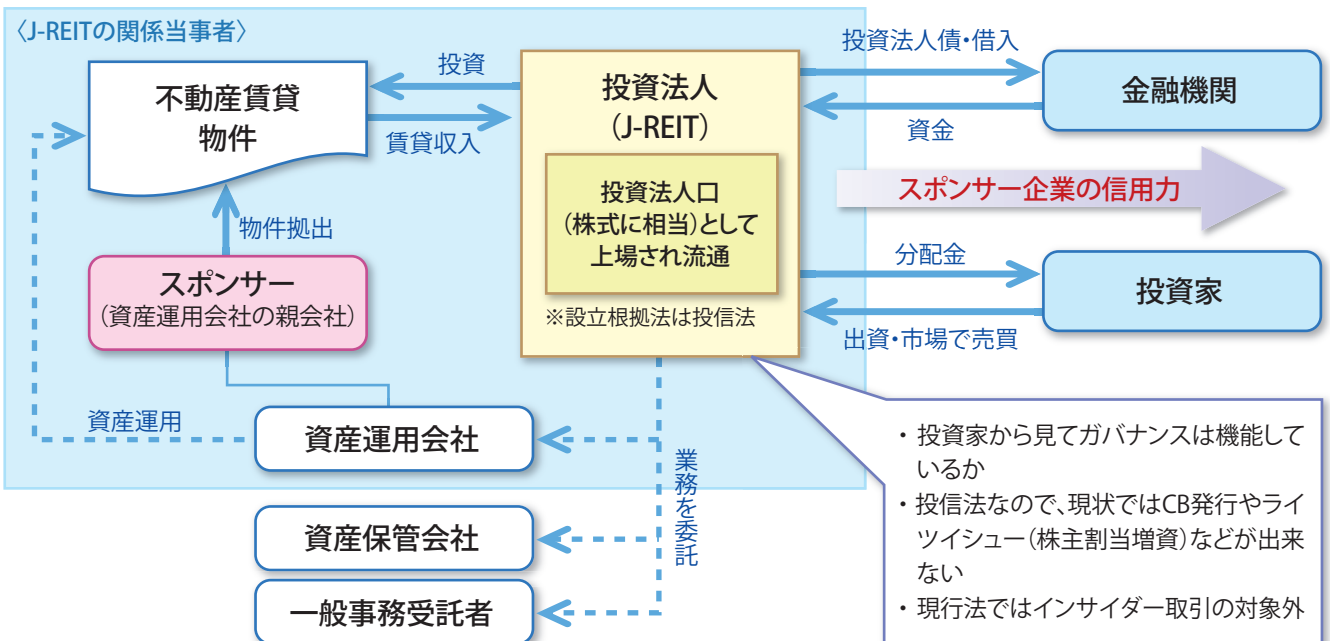 〈J-REITの関係当事者〉
不動産賃貸
物件
投資
賃貸収入
投資法人
（J-REIT）
投資法人口
（株式に相当）として
上場され流通
※設立根拠法は投信法
投資法人債・借入
資金
金融機関
スポンサー企業の信用力
分配金
出資・市場で売買
投資家
物件拠出
スポンサー
（資産運用会社の親会社）
資産運用
資産運用会社
資産保管会社
一般事務受託者
業務を委託
・ 投資家から見てガバナンスは機能して
いるか
・ 投信法なので、現状ではCB発行やライ
ツイシュー（株主割当増資）などが出来
ない
・ 現行法ではインサイダー取引の対象外